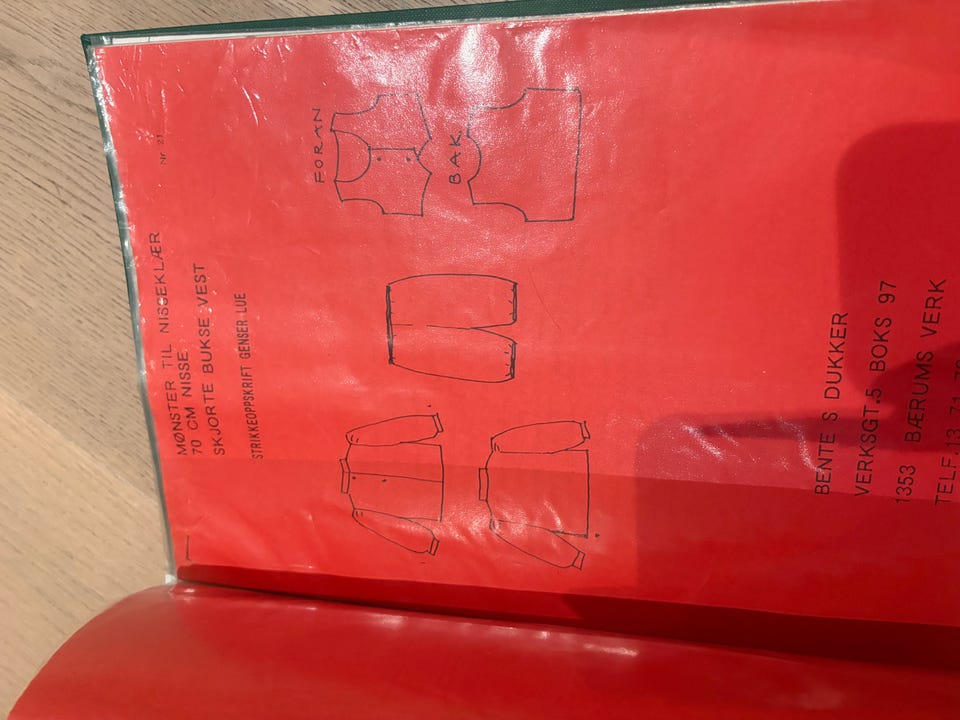 Nr 21
MØNSTER TIL NISSEKLÆR
70 CM NISSE
SKJORTE BUKSE VEST
STRIKKEOPPSKRIFT GENSER LUE
FORAN
BAK
BENTE S DUKKER
VERKSGT.5 BOKS 97
1353 BÆRUMS VERK
TELF.